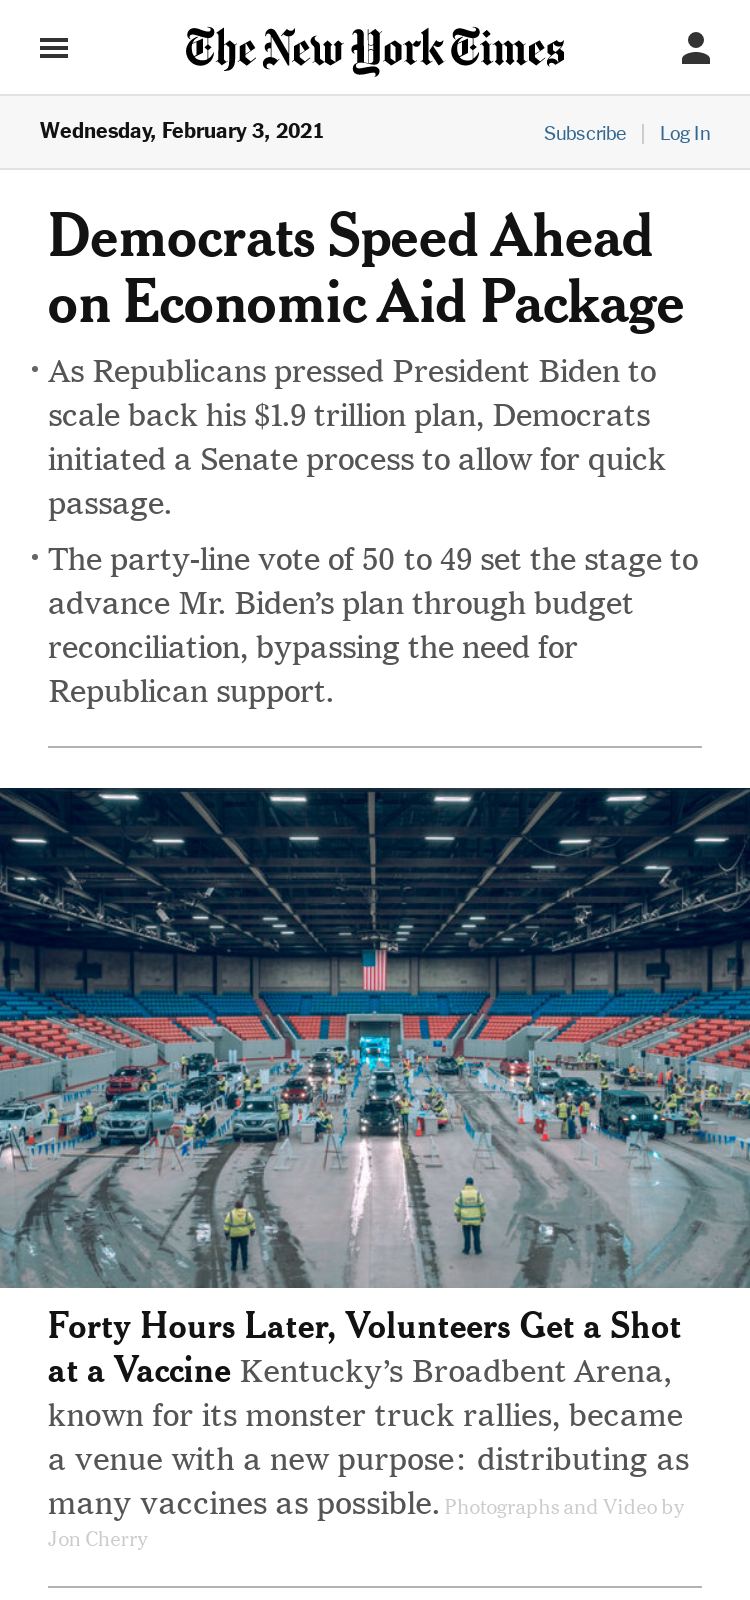 The New York Times
Wednesday, February 3, 2021
Subscribe | Log In
Democrats Speed Ahead
on Economic Aid Package
• As Republicans pressed President Biden to
scale back his $1.9 trillion plan, Democrats
initiated a Senate process to allow for quick
passage.
• The party-line vote of 50 to 49 set the stage to
advance Mr. Biden’s plan through budget
reconciliation, bypassing the need for
Republican support.
Forty Hours Later, Volunteers Get a Shot
at a Vaccine Kentucky’s Broadbent Arena,
known for its monster truck rallies, became
a venue with a new purpose: distributing as
many vaccines as possible. Photographs and Video by
Jon Cherry